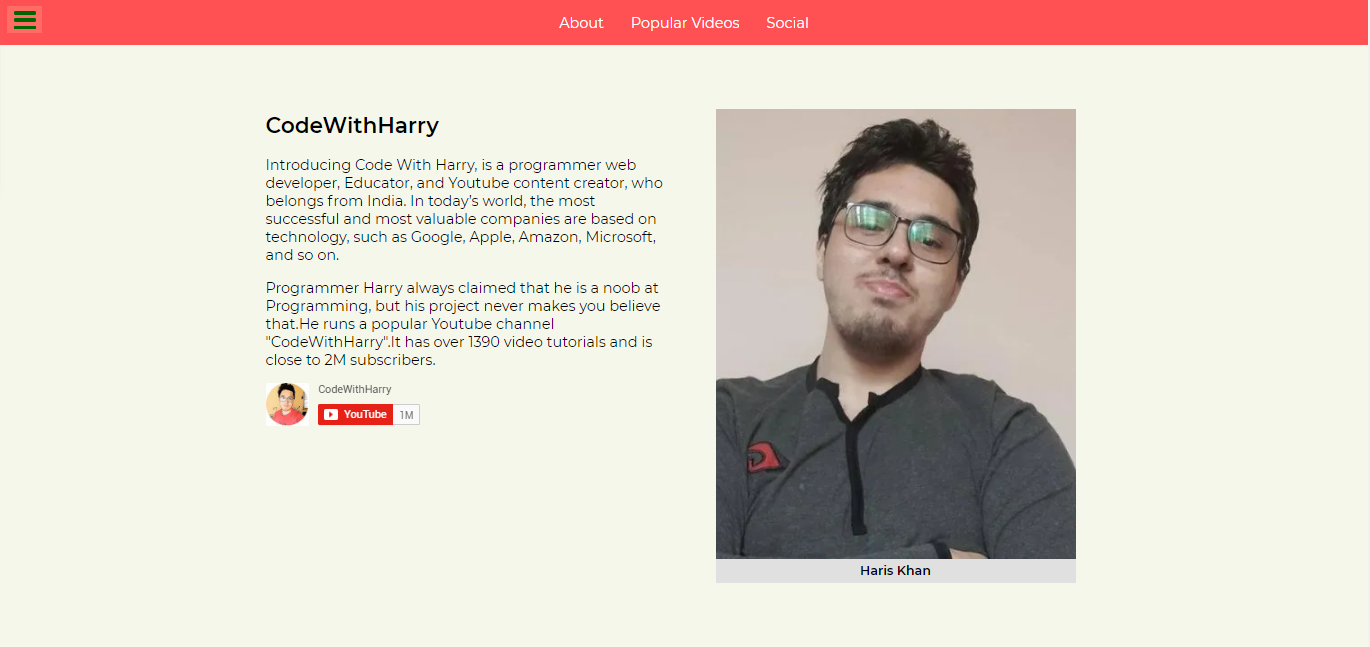 About Popular Videos Social
CodeWithHarry
Introducing Code With Harry, is a programmer web
developer, Educator, and Youtube content creator, who
belongs from India. In today's world, the most
successful and most valuable companies are based on
technology, such as Google, Apple, Amazon, Microsoft,
and so on.
Programmer Harry always claimed that he is a noob at
Programming, but his project never makes you believe
that.He runs a popular Youtube channel
"CodeWithHarry".It has over 1390 video tutorials and is
close to 2M subscribers.
CodeWithHarry
YouTube 1M
Haris Khan